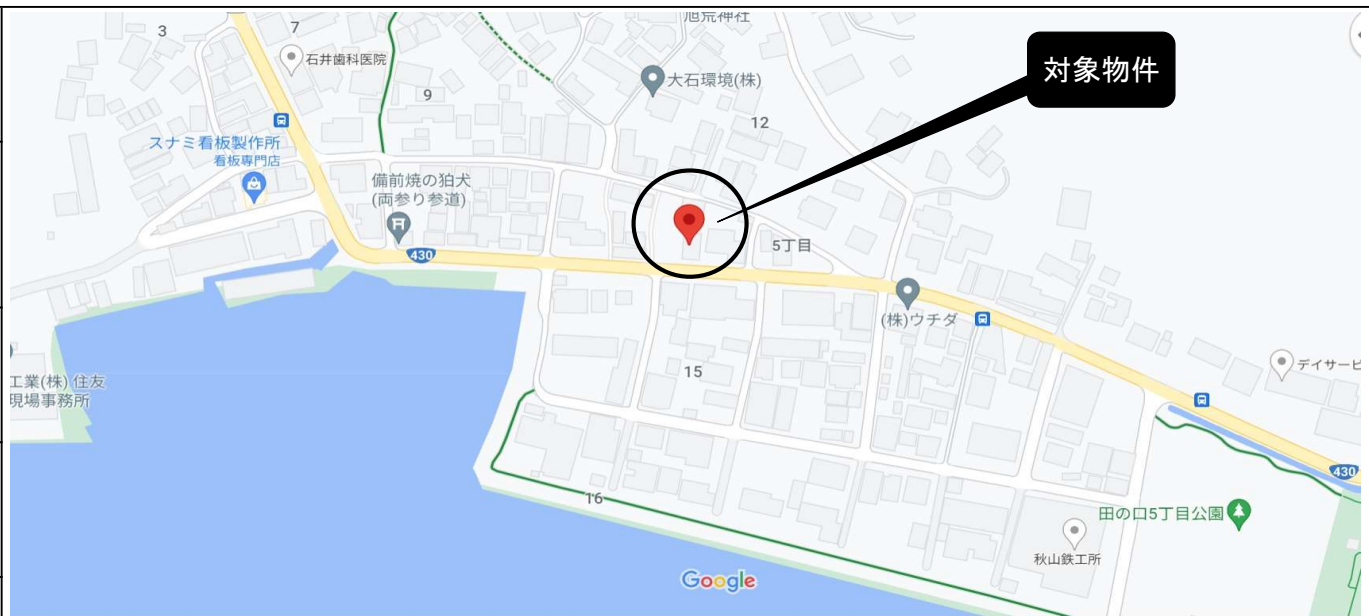 旭荒神社
3
7
石井歯科医院
対象物件
大石環境(株)
9
12
スナミ看板製作所
看板専門店
備前焼の狛犬
(両参り参道)
5丁目
430
(株)ウチダ
15
デイサービ
工業(株) 住友
現場事務所
430
16
田の口5丁目公園
秋山鉄工所
Google